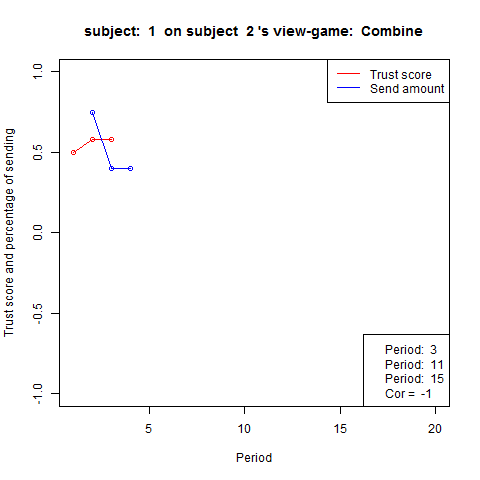 subject:  1  on subject  2 's view-game:  Combine
Trust score
Send amount
Trust score and percentage of sending
1.0
0.5
0.0
-0.5
-1.0
Period:  3
Period:  11
Period:  15
Cor =  -1
5 10 15 20
Period